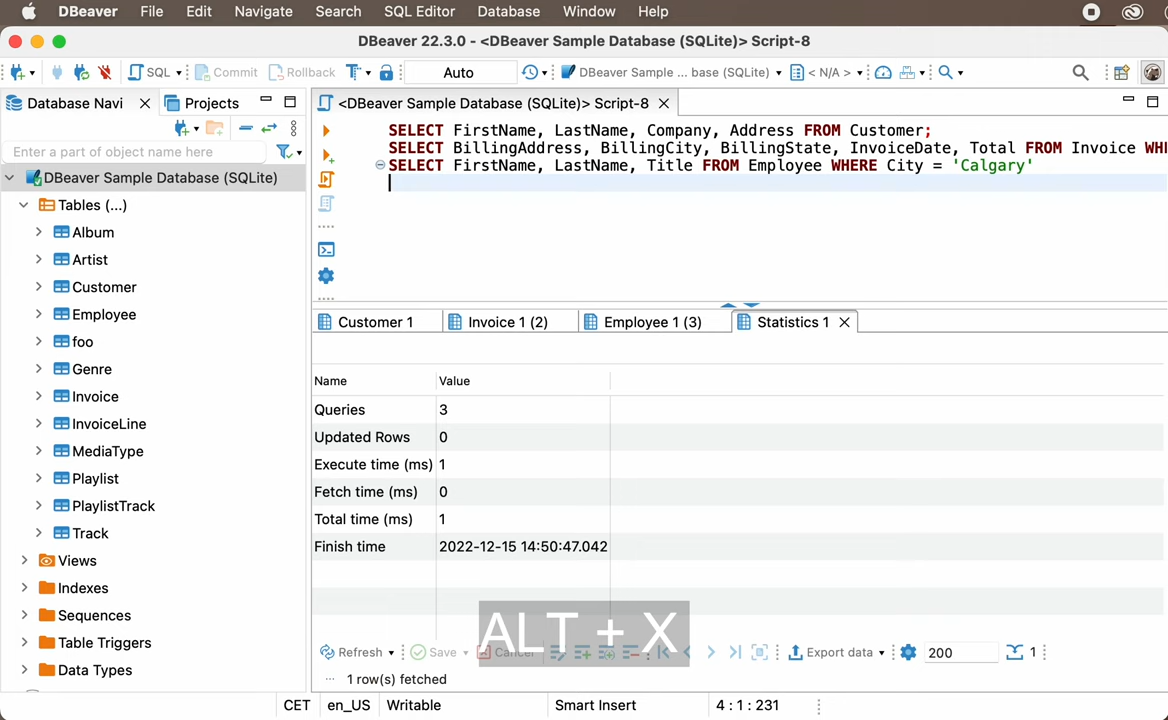 DBeaver File Edit Navigate Search SQL Editor Database Window Help
DBeaver 22.3.0 - <DBeaver Sample Database (SQLite)> Script-8
SQL Commit Rollback Auto DBeaver Sample ... base (SQLite) < N/A >
Database Navi Projects
<DBeaver Sample Database (SQLite)> Script-8
Enter a part of object name here
DBeaver Sample Database (SQLite)
Tables (...)
Album
Artist
Customer
Employee
foo
Genre
Invoice
InvoiceLine
MediaType
Playlist
PlaylistTrack
Track
Views
Indexes
Sequences
Table Triggers
Data Types
SELECT FirstName, LastName, Company, Address FROM Customer;
SELECT BillingAddress, BillingCity, BillingState, InvoiceDate, Total FROM Invoice WH
SELECT FirstName, LastName, Title FROM Employee WHERE City = 'Calgary'
Customer 1 Invoice 1 (2) Employee 1 (3) Statistics 1
Name Value
Queries 3
Updated Rows 0
Execute time (ms) 1
Fetch time (ms) 0
Total time (ms) 1
Finish time 2022-12-15 14:50:47.042
ALT + X
Refresh Save Cancel Export data 200 1
1 row(s) fetched
CET en_US Writable Smart Insert 4 : 1 : 231